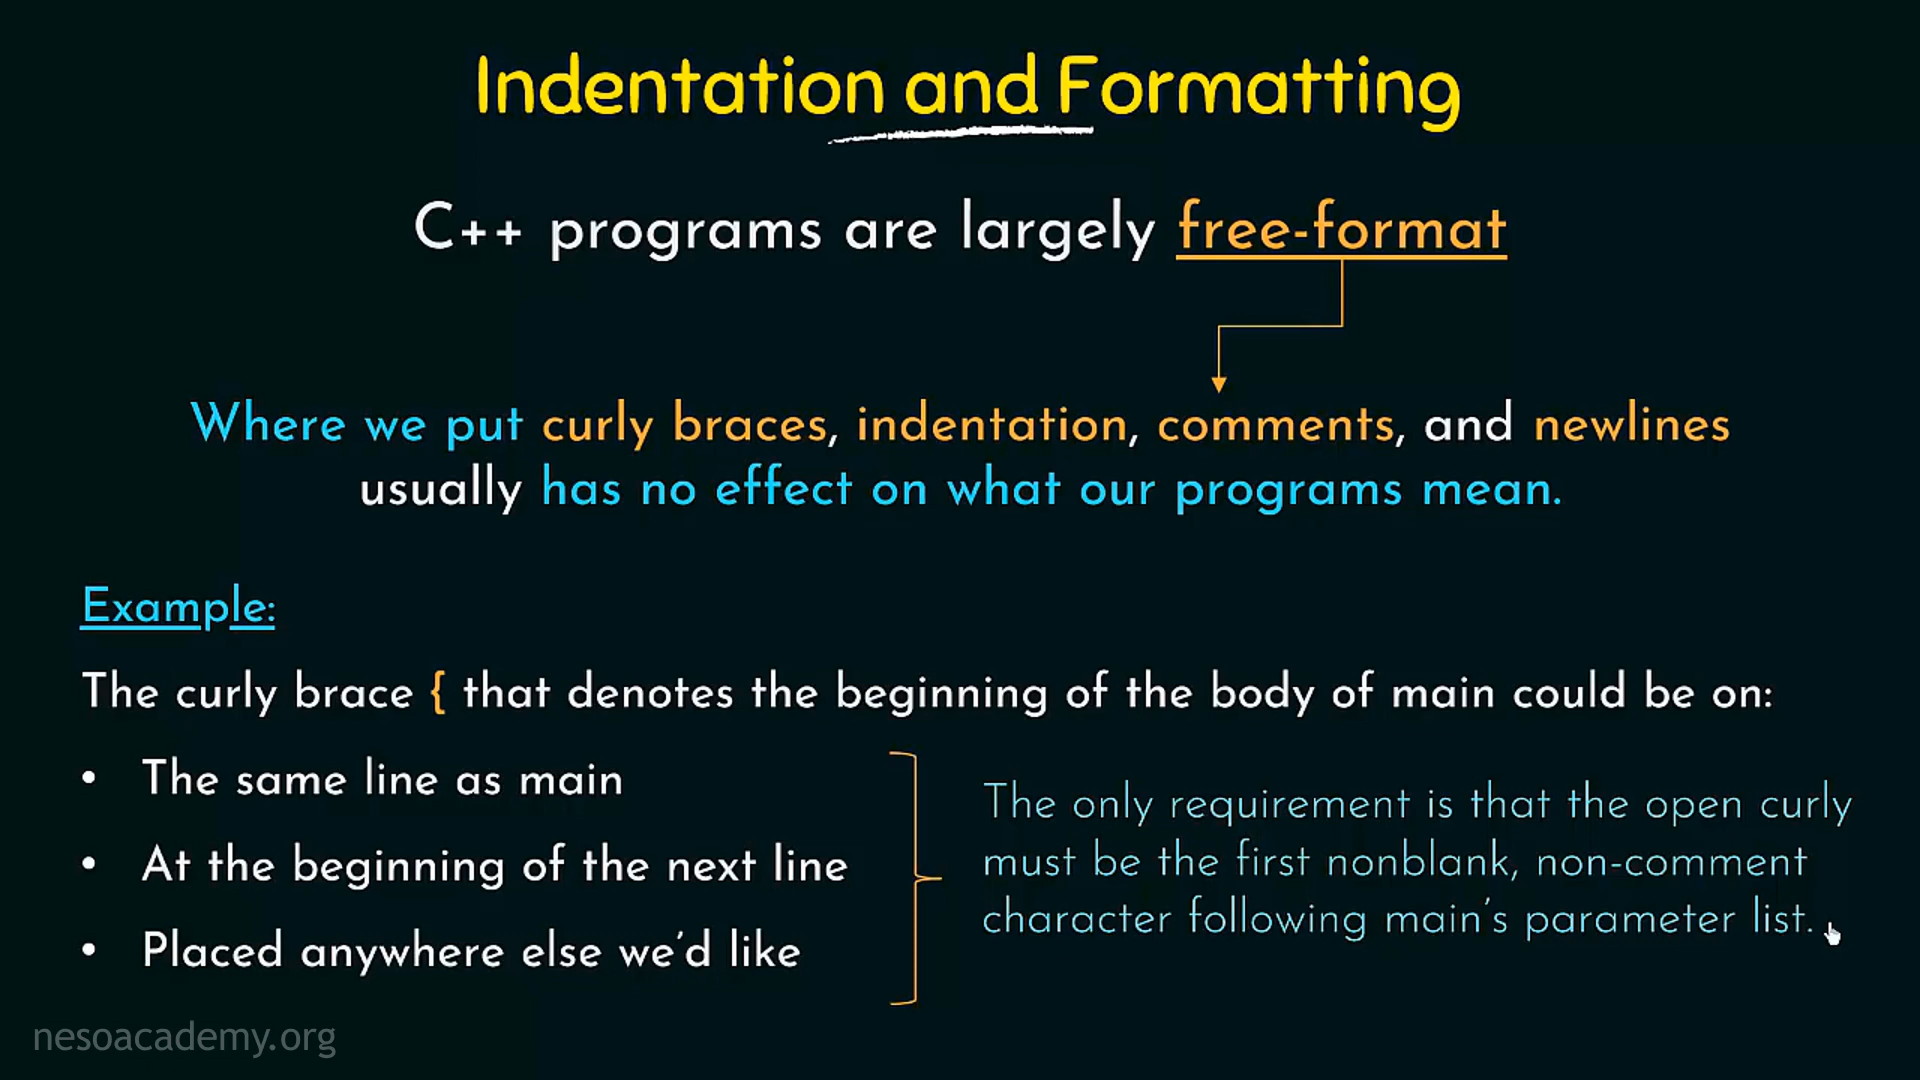 Indentation and Formatting
C++ programs are largely free-format
Where we put curly braces, indentation, comments, and newlines
usually has no effect on what our programs mean.
Example:
The curly brace { that denotes the beginning of the body of main could be on:
• The same line as main
• At the beginning of the next line
• Placed anywhere else we’d like
The only requirement is that the open curly
must be the first nonblank, non-comment
character following main’s parameter list.
nesoacademy.org